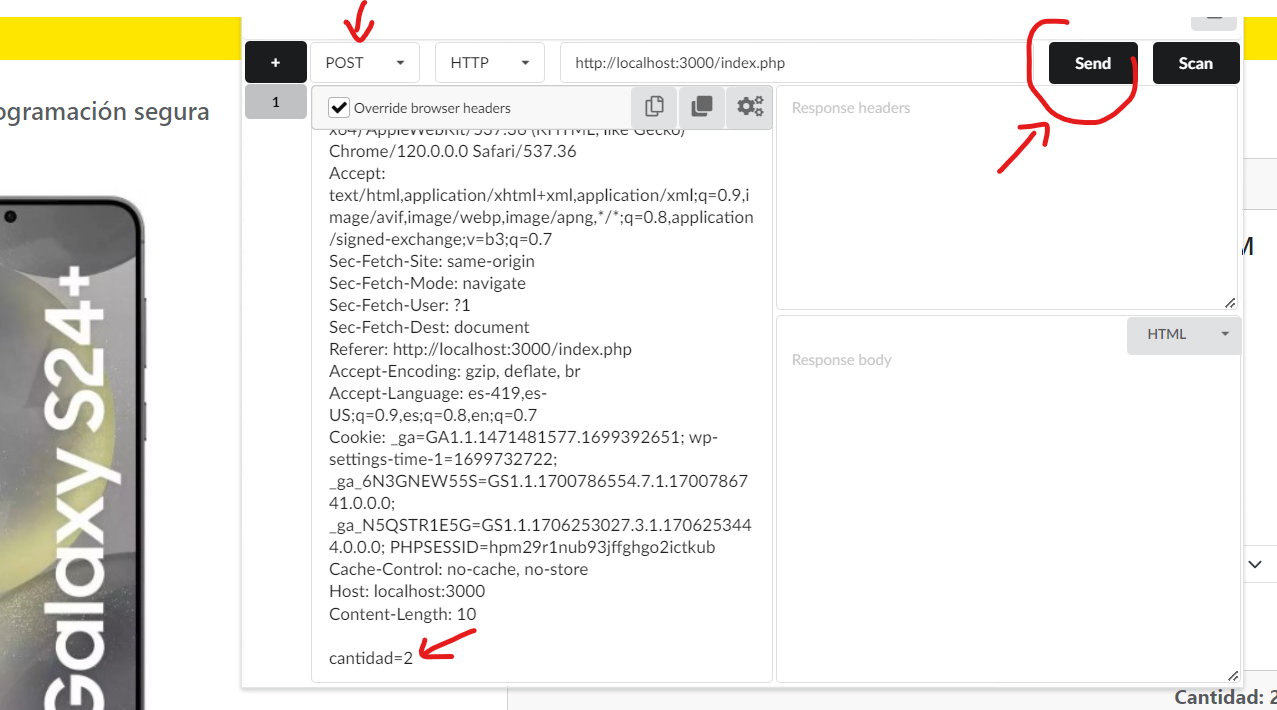 POST
HTTP
http://localhost:3000/index.php
Send
Scan
+
1
ogramación segura
Override browser headers
x64) AppleWebKit/537.36 (KHTML, like Gecko)
Chrome/120.0.0.0 Safari/537.36
Accept:
text/html,application/xhtml+xml,application/xml;q=0.9,i
mage/avif,image/webp,image/apng,*/*;q=0.8,application
/signed-exchange;v=b3;q=0.7
Sec-Fetch-Site: same-origin
Sec-Fetch-Mode: navigate
Sec-Fetch-User: ?1
Sec-Fetch-Dest: document
Referer: http://localhost:3000/index.php
Accept-Encoding: gzip, deflate, br
Accept-Language: es-419,es-
US;q=0.9,es;q=0.8,en;q=0.7
Cookie: _ga=GA1.1.1471481577.1699392651; wp-
settings-time-1=1699732722;
_ga_6N3GNEW55S=GS1.1.1700786554.7.1.17007867
41.0.0.0;
_ga_N5QSTR1E5G=GS1.1.1706253027.3.1.170625344
4.0.0.0; PHPSESSID=hpm29r1nub93jffghgo2ictkub
Cache-Control: no-cache, no-store
Host: localhost:3000
Content-Length: 10
cantidad=2
Response headers
HTML
Response body
Galaxy S24+
M
Cantidad: 2